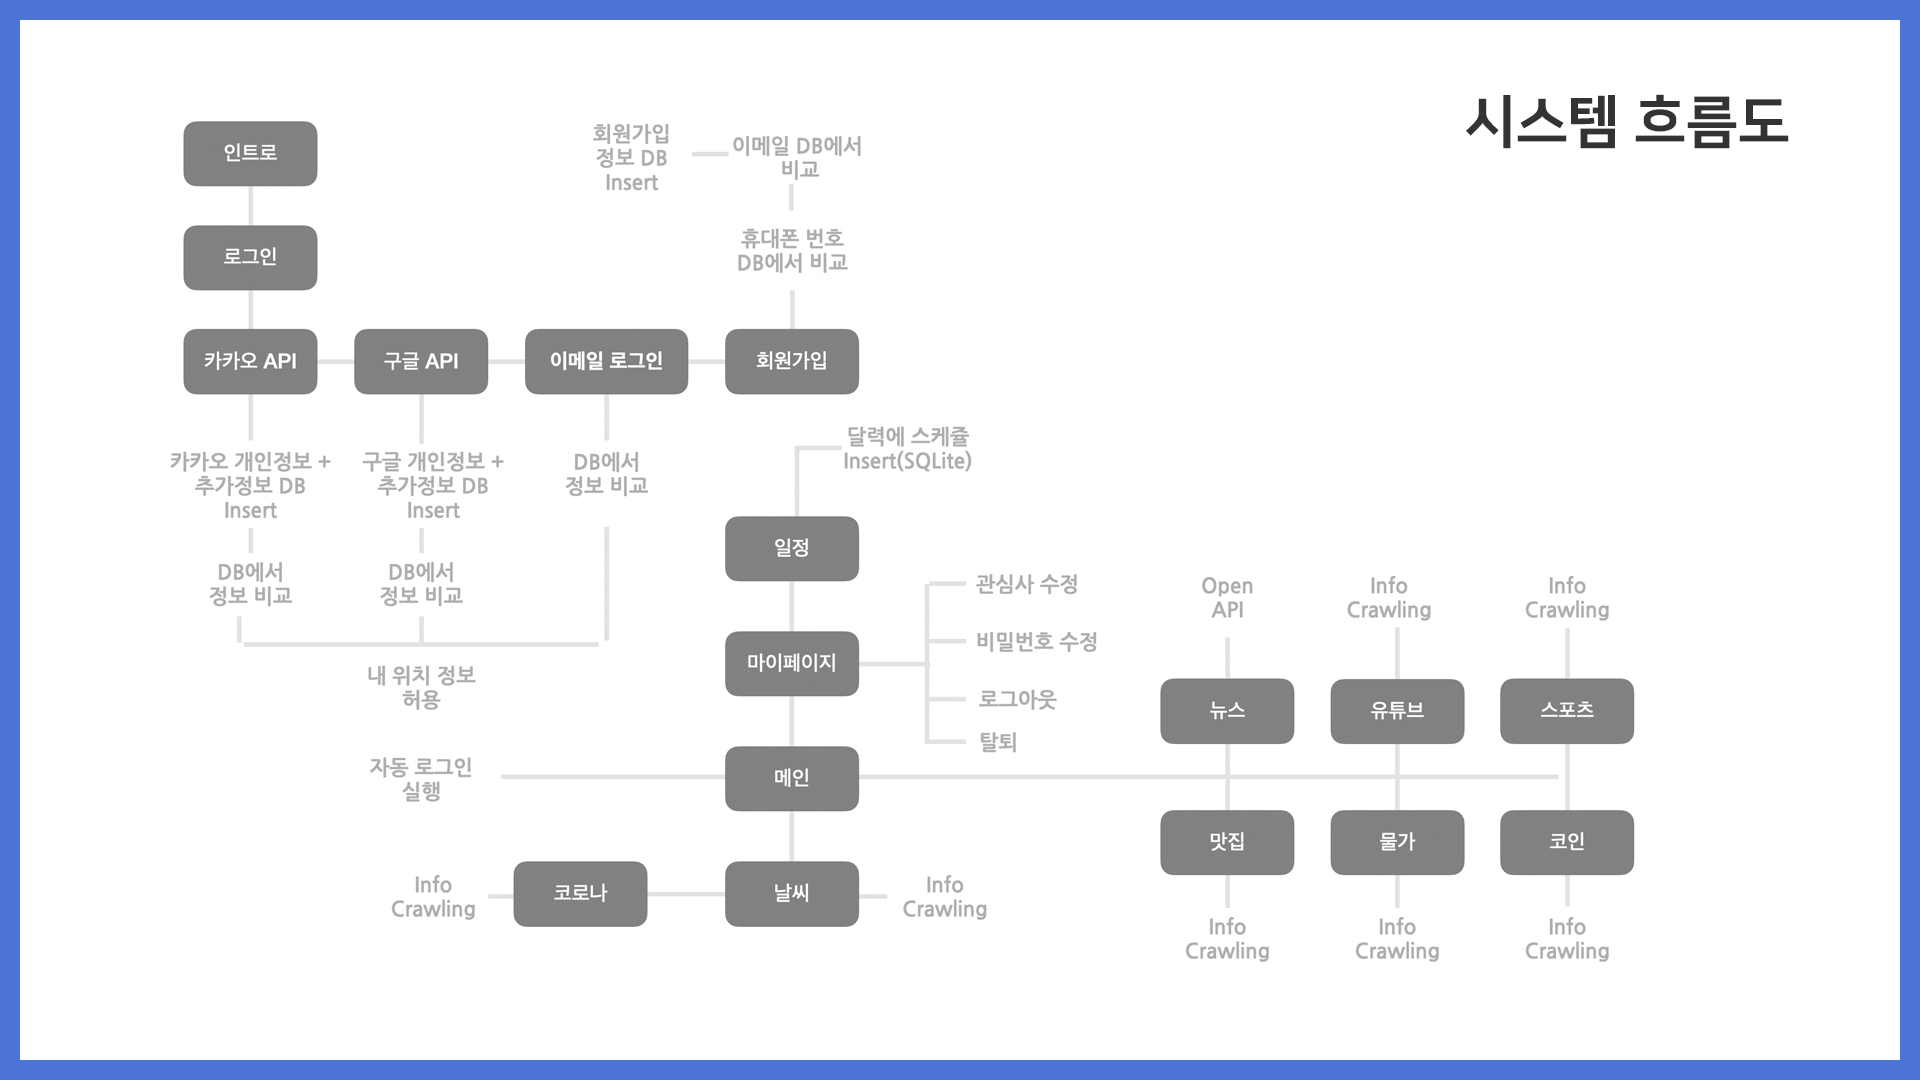 시스템 흐름도
인트로
로그인
카카오 API
구글 API
이메일 로그인
회원가입
회원가입
정보 DB
Insert
이메일 DB에서
비교
휴대폰 번호
DB에서 비교
카카오 개인정보 +
추가정보 DB
Insert
구글 개인정보 +
추가정보 DB
Insert
DB에서
정보 비교
DB에서
정보 비교
DB에서
정보 비교
내 위치 정보
허용
자동 로그인
실행
달력에 스케쥴
Insert(SQLite)
일정
마이페이지
관심사 수정
비밀번호 수정
로그아웃
탈퇴
메인
Info
Crawling
코로나
날씨
Info
Crawling
Open
API
Info
Crawling
Info
Crawling
뉴스
유튜브
스포츠
맛집
물가
코인
Info
Crawling
Info
Crawling
Info
Crawling